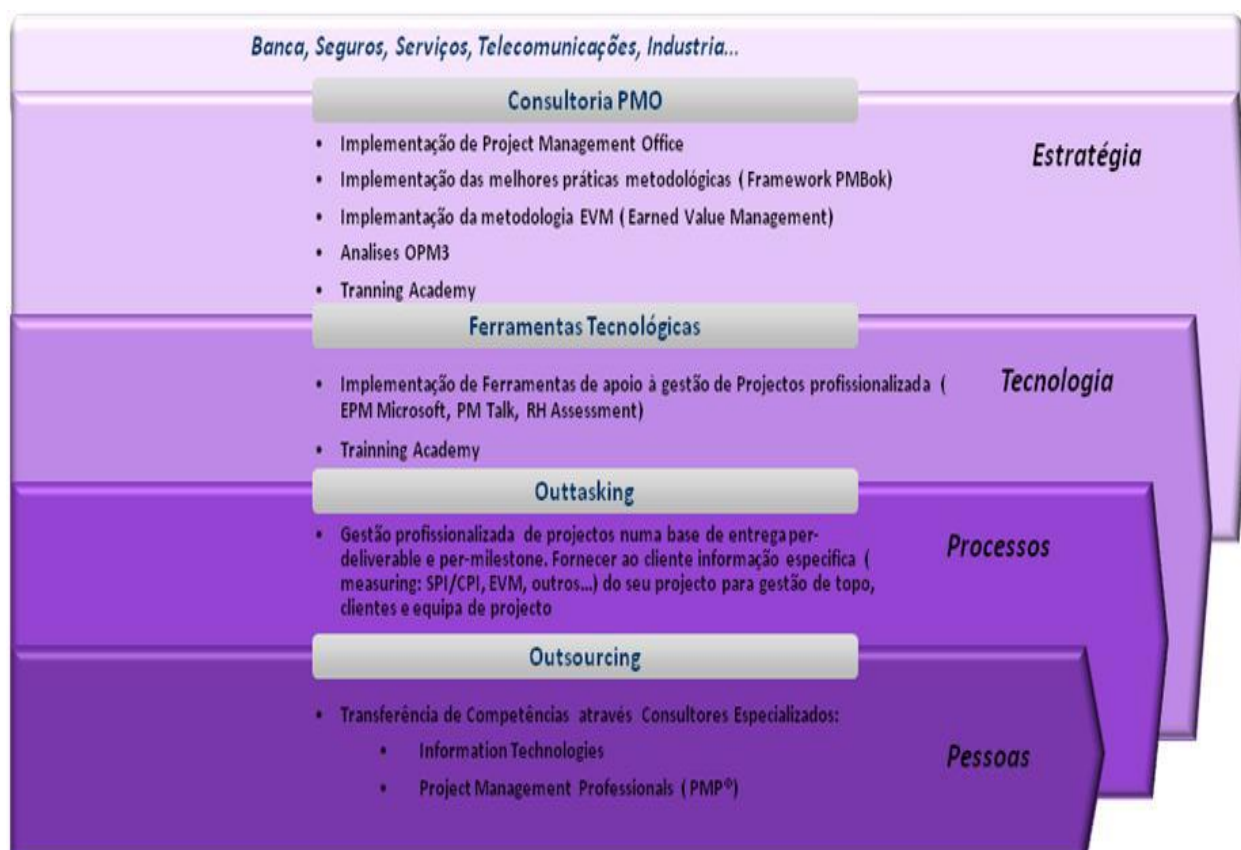 Banca, Seguros, Serviços, Telecomunicações, Industria...
Consultoria PMO
• Implementação de Project Management Office
• Implementação das melhores práticas metodológicas ( Framework PMBok)
• Implemantação da metodologia EVM ( Earned Value Management)
• Analises OPM3
• Tranning Academy
Estratégia
Ferramentas Tecnológicas
• Implementação de Ferramentas de apoio à gestão de Projectos profissionalizada (
EPM Microsoft, PM Talk, RH Assessment)
• Trainning Academy
Tecnologia
Outtasking
• Gestão profissionalizada de projectos numa base de entrega per-
deliverable e per-milestone. Fornecer ao cliente informação especifica (
measuring: SPI/CPI, EVM, outros...) do seu projecto para gestão de topo,
clientes e equipa de projecto
Processos
Outsourcing
• Transferência de Competências através Consultores Especializados:
• Information Technologies
• Project Management Professionals ( PMP®)
Pessoas